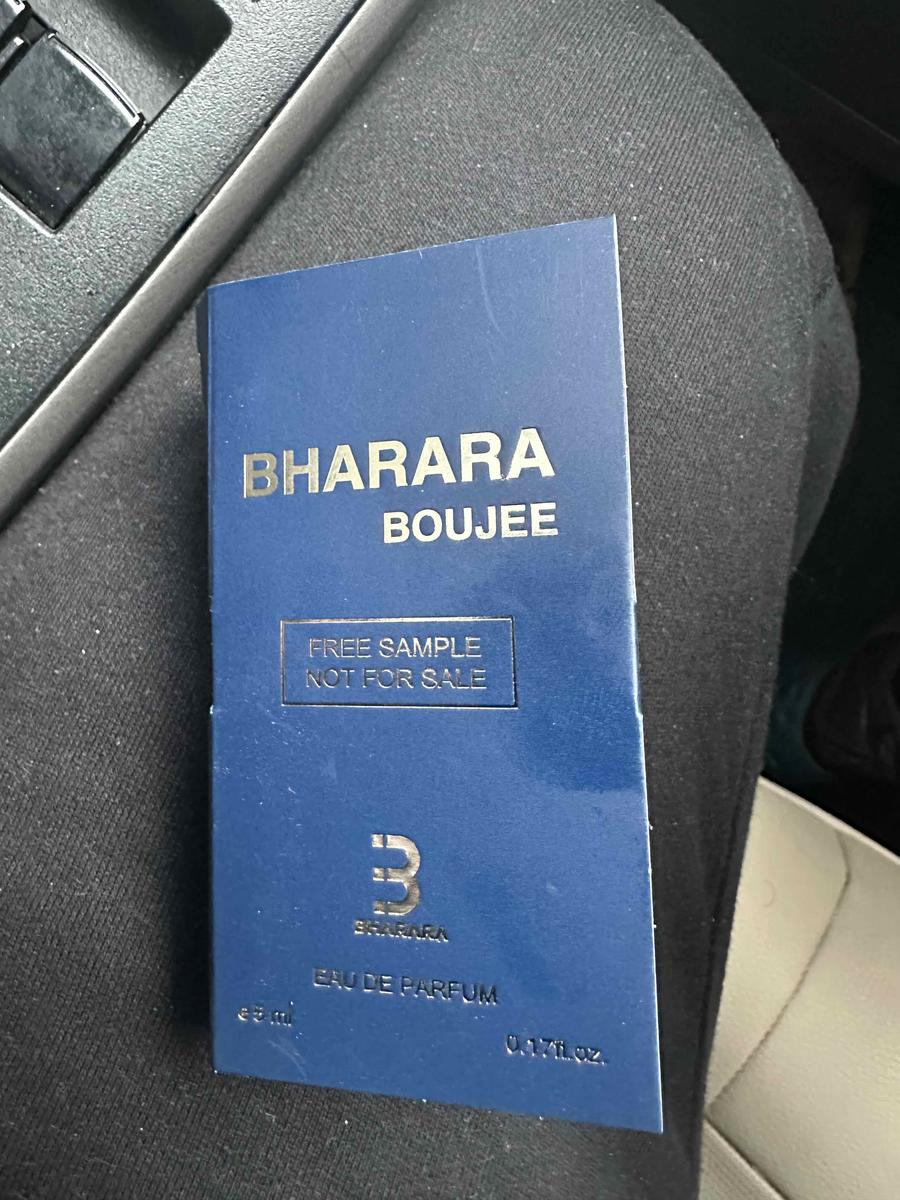 BHARARA
BOUJEE
FREE SAMPLE
NOT FOR SALE
B
BHARARA
EAU DE PARFUM
e 5 ml
0.17fl.oz.